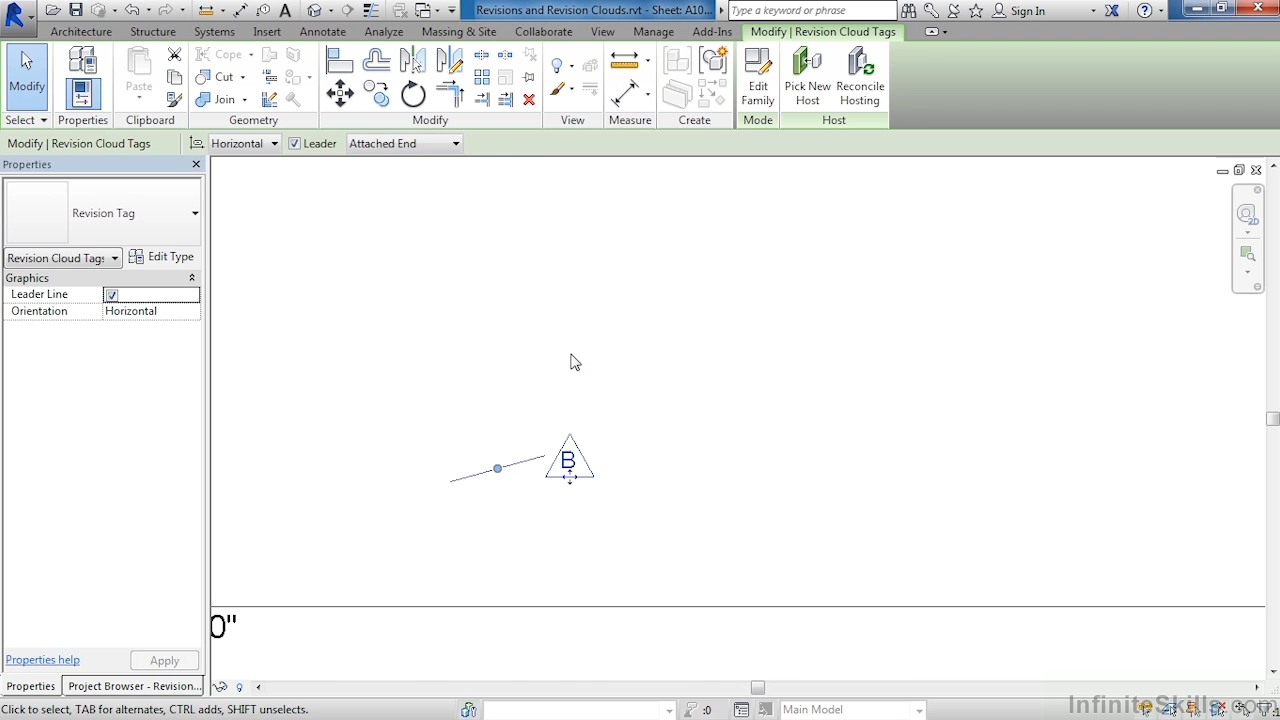 Revisions and Revision Clouds.rvt - Sheet: A10...
Type a keyword or phrase
Sign In
Architecture Structure Systems Insert Annotate Analyze Massing & Site Collaborate View Manage Add-Ins Modify | Revision Cloud Tags
Modify
Paste
Cope
Cut
Join
Edit Family
Pick New Host
Reconcile Hosting
Select Properties Clipboard Geometry Modify View Measure Create Mode Host
Modify | Revision Cloud Tags Horizontal Leader Attached End
Properties
Revision Tag
Revision Cloud Tags Edit Type
Graphics
Leader Line
Orientation Horizontal
2D
B
0"
Properties help Apply
Properties Project Browser - Revision...
Click to select, TAB for alternates, CTRL adds, SHIFT unselects. :0 Main Model
InfiniteSkills.com